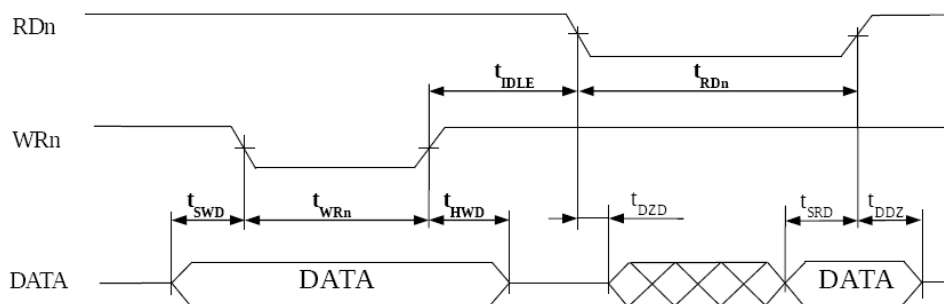 RDn
t_IDLE t_RDn
WRn
t_SWD t_WRn t_HWD t_DZD t_SRD t_DDZ
DATA DATA DATA